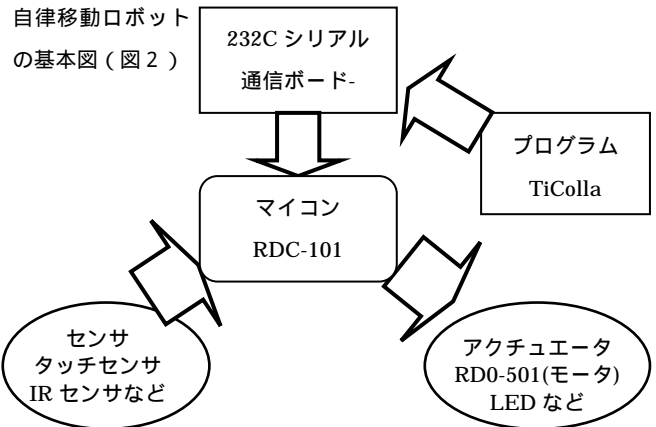 自律移動ロボット
の基本図(図2)
232C シリアル
通信ボード-
プログラム
TiColla
マイコン
RDC-101
センサ
タッチセンサ
IR センサなど
アクチュエータ
RD0-501(モータ)
LED など